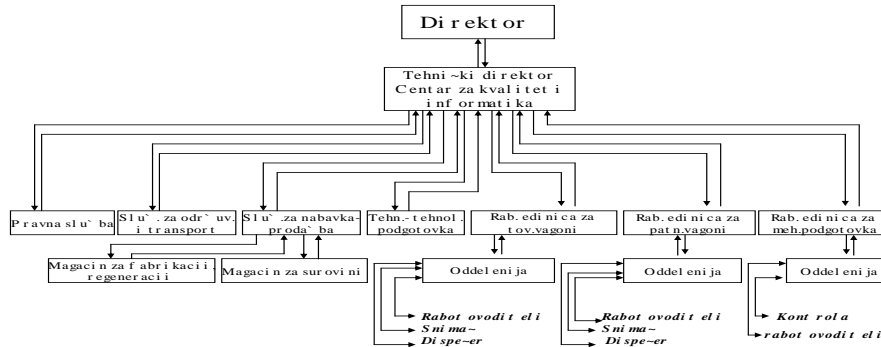 Direktor
Tehni~ki direktor
Centar za kvalitet i
informatika
Pravna slu`ba
Slu`.za odr`uv.
i transport
Slu`.za nabavka-
proda`ba
Tehn.-tehnol.
podgotovka
Rab.edinica za
tov.vagoni
Rab.edinica za
patn.vagoni
Rab.edinica za
meh.podgotovka
Magacin za fabrikacii,
regeneracii
Magacin za surovini
Oddelenija
Oddelenija
Oddelenija
Rabotovoditeli
Snima~
Dispe~er
Rabotovoditeli
Snima~
Dispe~er
Kontrola
rabotovoditeli